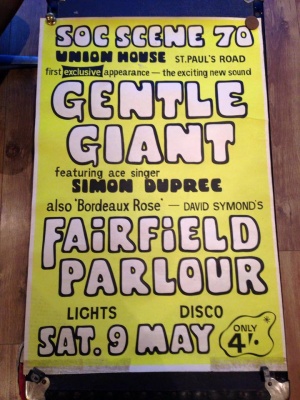 SOC SCENE 70
UNION HOUSE ST. PAUL'S ROAD
first exclusive appearance — the exciting new sound
GENTLE
GIANT
featuring ace singer
SIMON DUPREE
also 'Bordeaux Rose' — DAVID SYMOND'S
FAiRFiELD
PARLOUR
LIGHTS DISCO
SAT. 9 MAY ONLY
4/-